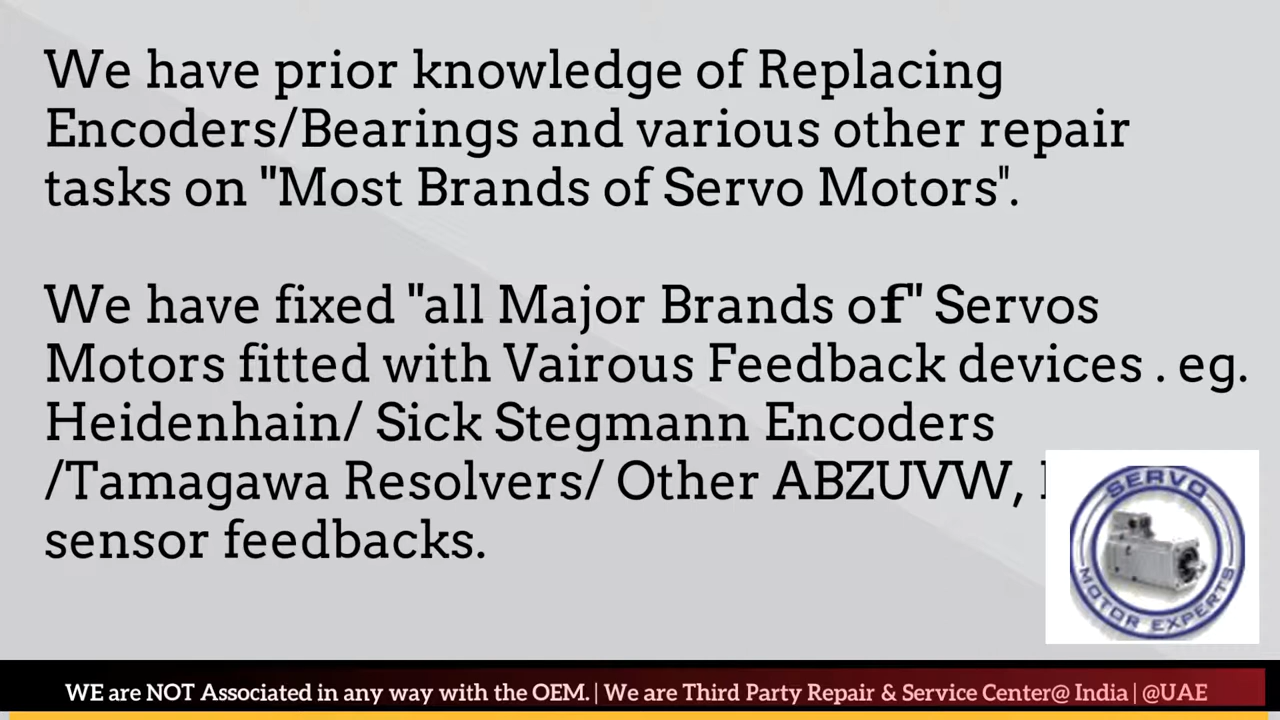 We have prior knowledge of Replacing
Encoders/Bearings and various other repair
tasks on "Most Brands of Servo Motors".
We have fixed "all Major Brands of" Servos
Motors fitted with Vairous Feedback devices . eg.
Heidenhain/ Sick Stegmann Encoders
/Tamagawa Resolvers/ Other ABZUVW,
sensor feedbacks.
SERVO
MOTOR EXPERTS
WE are NOT Associated in any way with the OEM. | We are Third Party Repair & Service Center@ India | @UAE